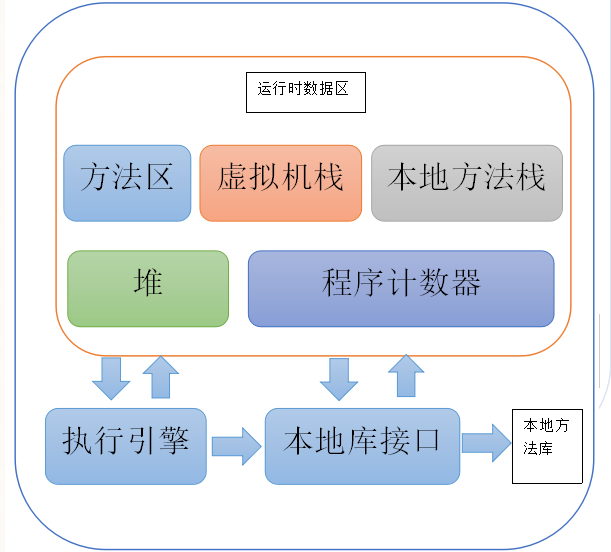 运行时数据区
方法区
虚拟机栈
本地方法栈
堆
程序计数器
执行引擎
本地库接口
本地方
法库